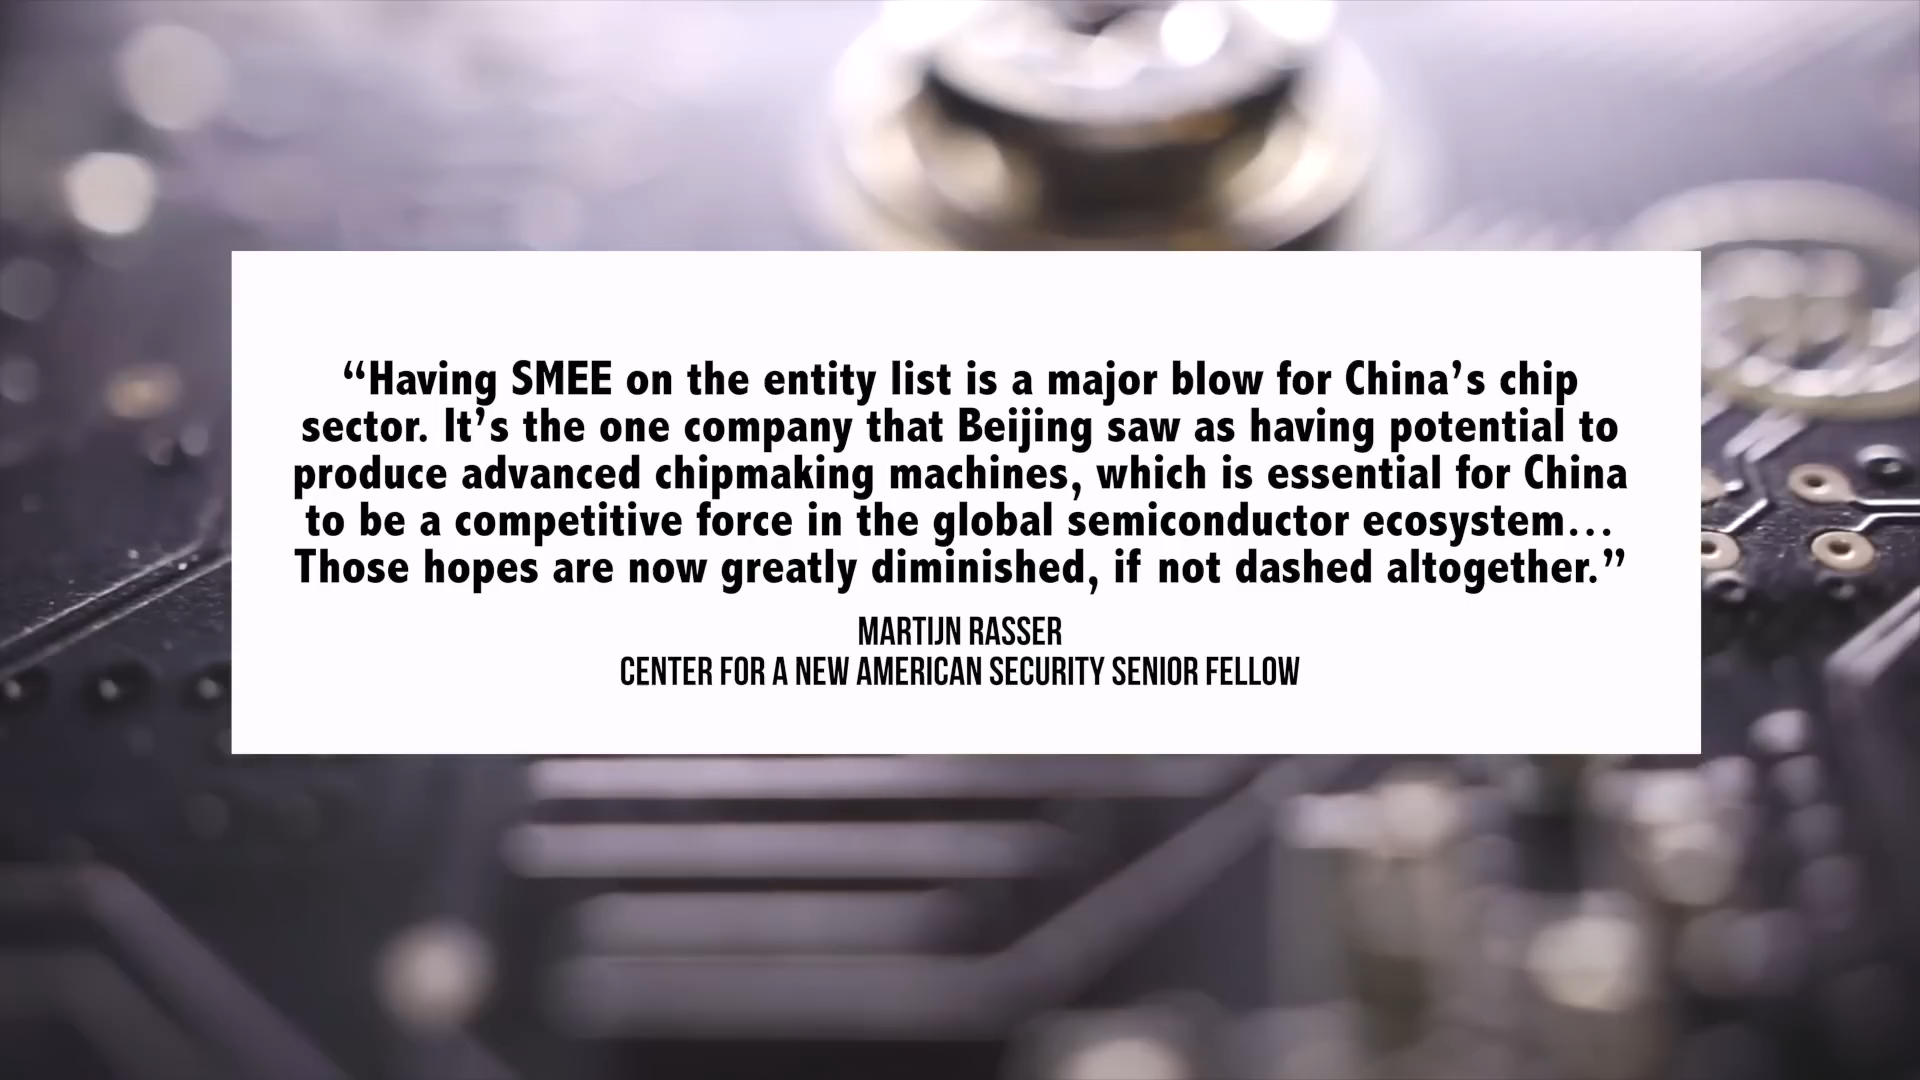 “Having SMEE on the entity list is a major blow for China’s chip
sector. It’s the one company that Beijing saw as having potential to
produce advanced chipmaking machines, which is essential for China
to be a competitive force in the global semiconductor ecosystem...
Those hopes are now greatly diminished, if not dashed altogether.”
MARTIJN RASSER
CENTER FOR A NEW AMERICAN SECURITY SENIOR FELLOW